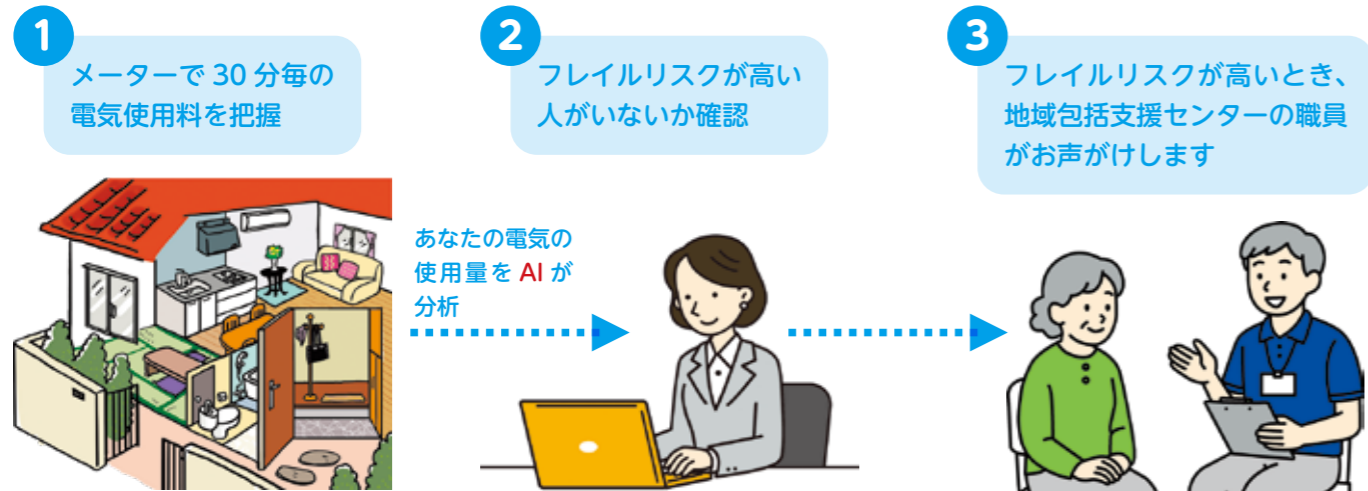 1
メーターで 30 分毎の
電気使用料を把握
2
フレイルリスクが高い
人がいないか確認
3
フレイルリスクが高いとき、
地域包括支援センターの職員
がお声がけします
あなたの電気の
使用量を AI が
分析